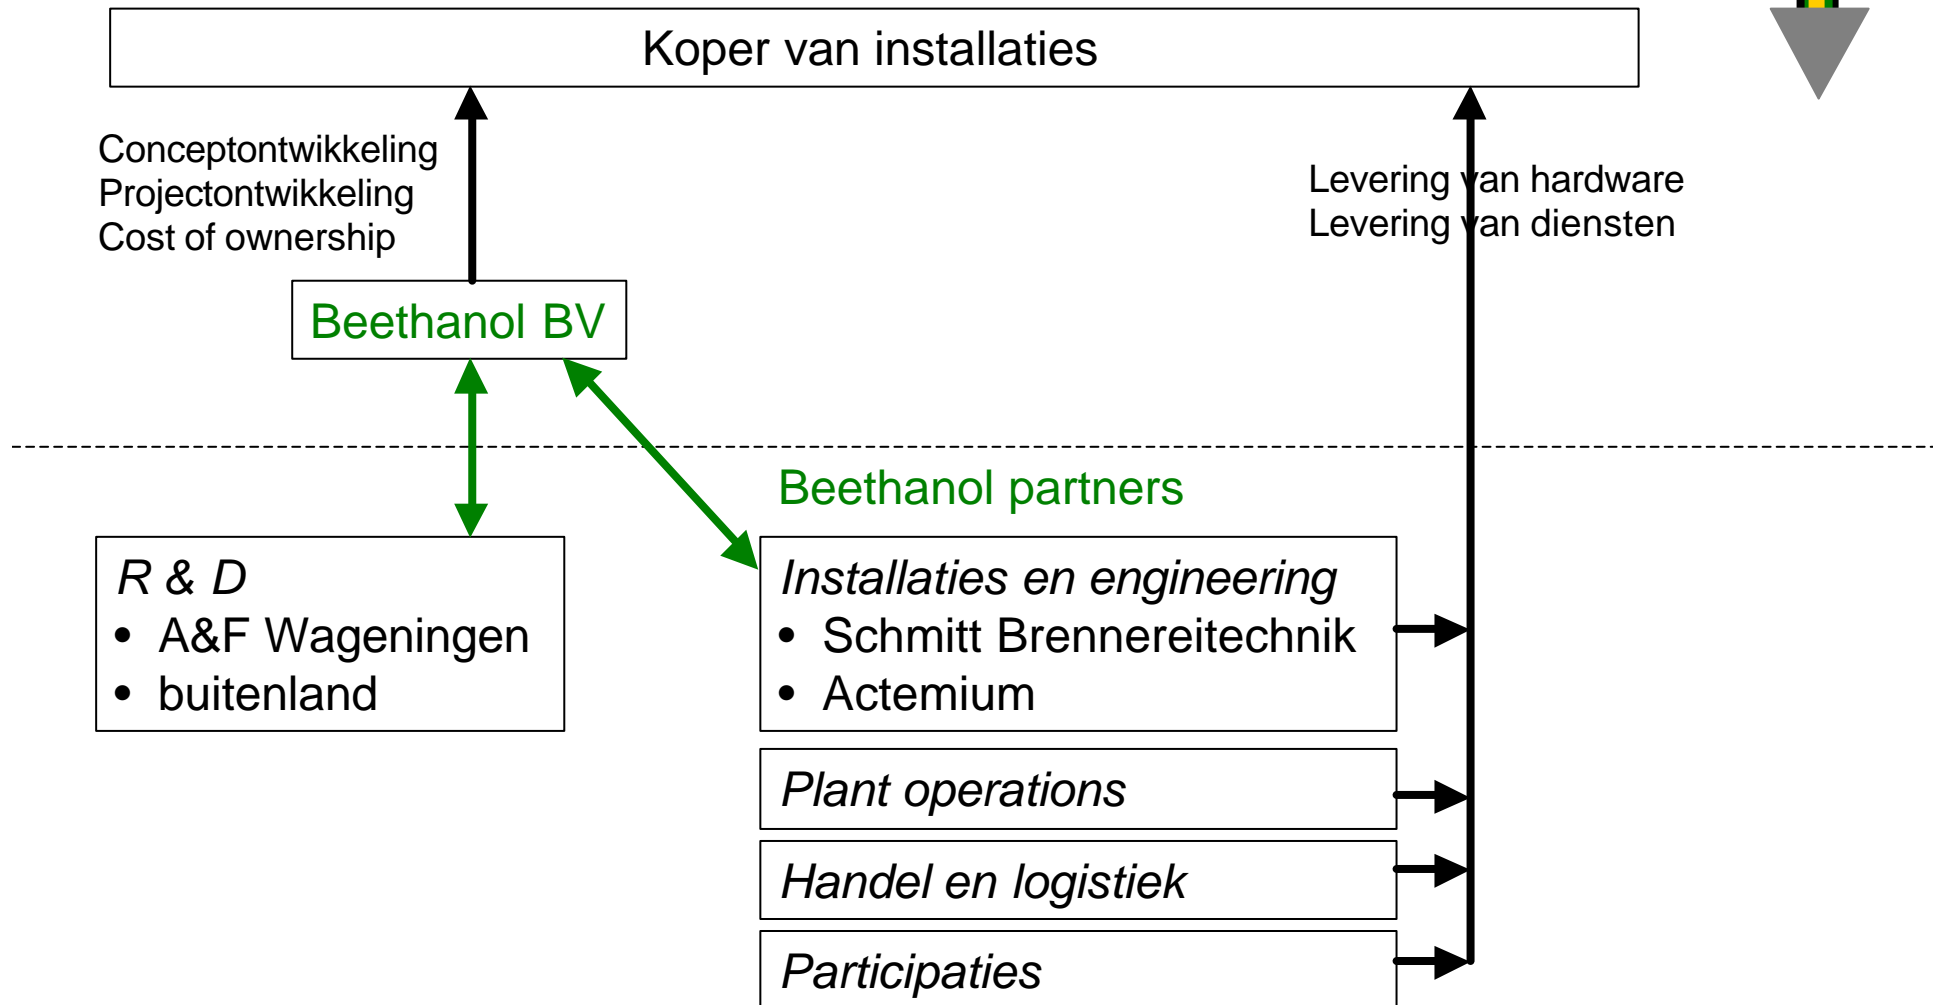 Koper van installaties
Conceptontwikkeling
Projectontwikkeling
Cost of ownership
Levering van hardware
Levering van diensten
Beethanol BV
Beethanol partners
R & D
• A&F Wageningen
• buitenland
Installaties en engineering
• Schmitt Brennereitechnik
• Actemium
Plant operations
Handel en logistiek
Participaties